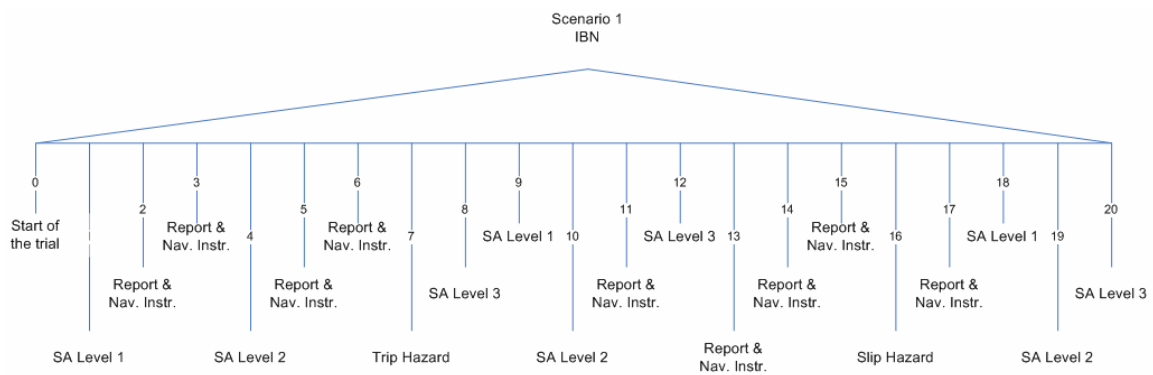 Scenario 1
IBN
0
3
6
9
12
15
18
2
5
8
11
14
17
20
Start of
the trial
Report &
Nav. Instr.
Report &
Nav. Instr.
Report &
Nav. Instr.
4
7
SA Level 1
10
SA Level 3
13
16
SA Level 1
19
Report &
Nav. Instr.
Report &
Nav. Instr.
SA Level 3
Report &
Nav. Instr.
Report &
Nav. Instr.
Report &
Nav. Instr.
SA Level 3
SA Level 1
SA Level 2
Trip Hazard
SA Level 2
Report &
Nav. Instr.
Slip Hazard
SA Level 2